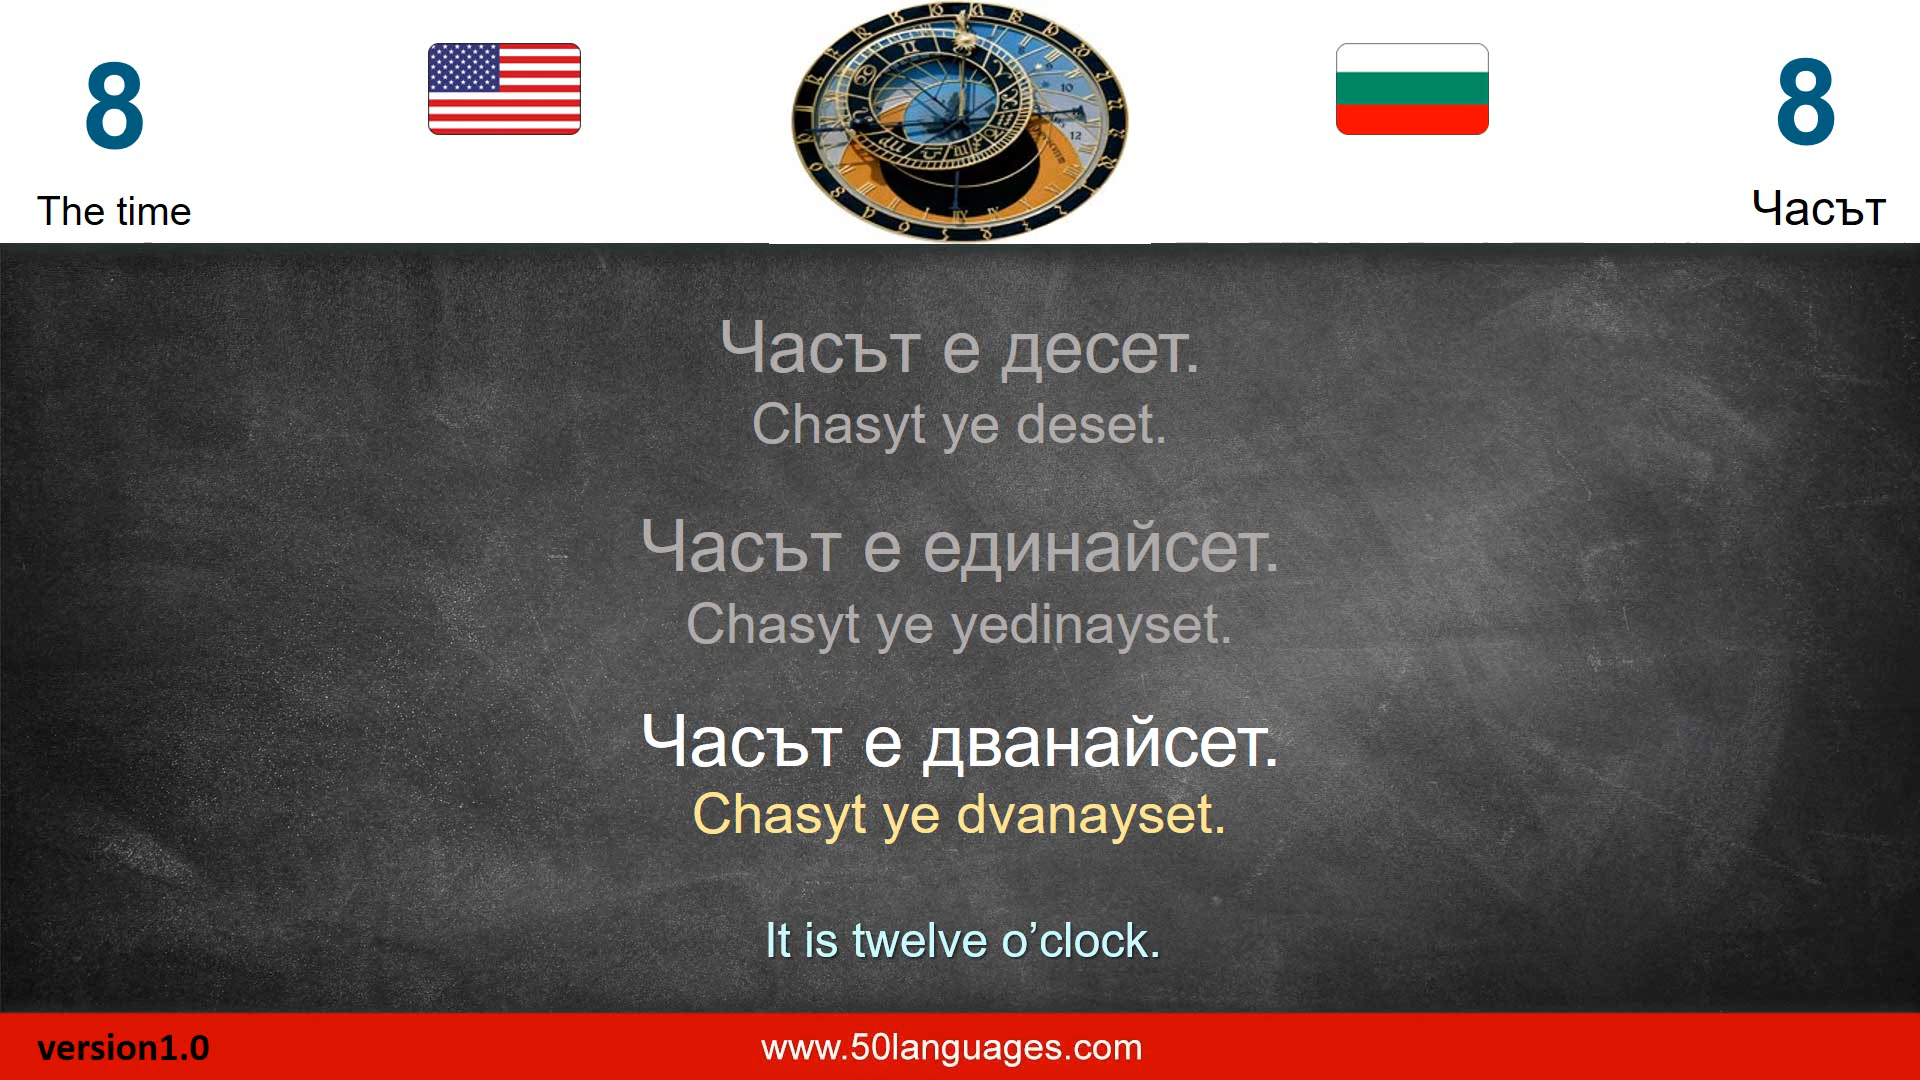 8
8
The time
Часът
Часът е десет.
Chasyt ye deset.
Часът е единайсет.
Chasyt ye yedinayset.
Часът е дванайсет.
Chasyt ye dvanayset.
It is twelve o’clock.
version1.0
www.50languages.com